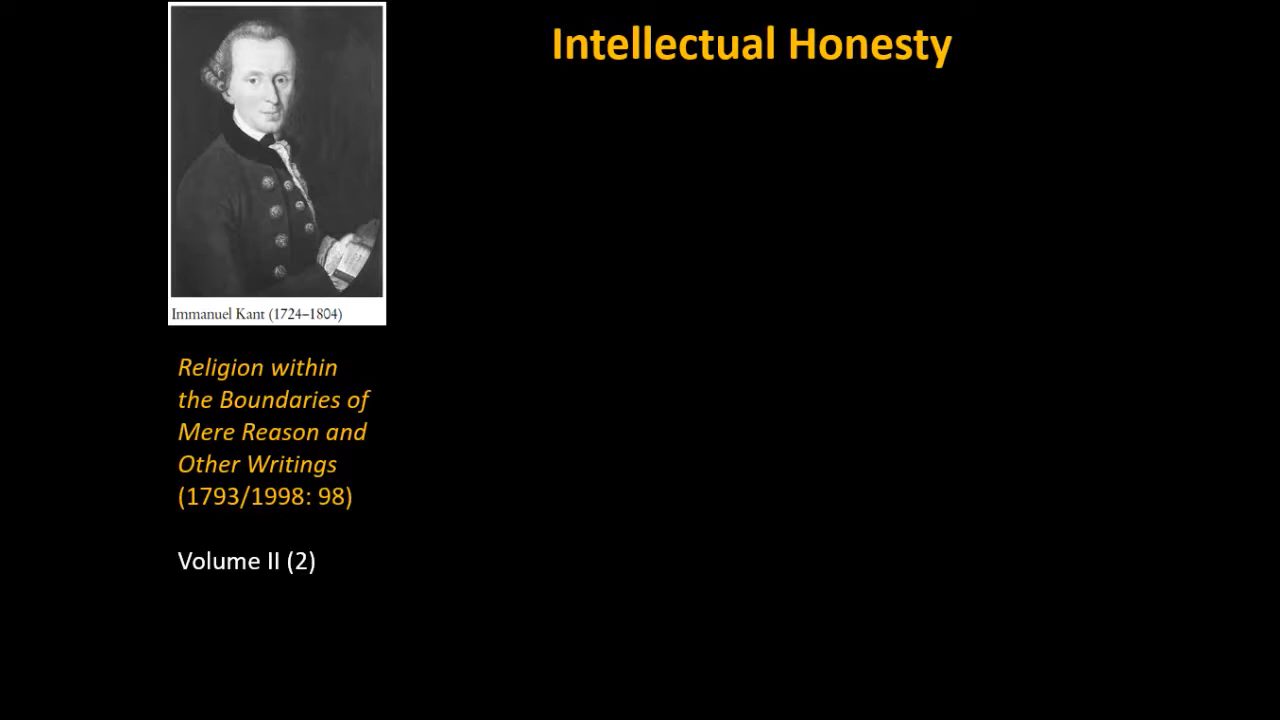 Intellectual Honesty
Immanuel Kant (1724–1804)
Religion within
the Boundaries of
Mere Reason and
Other Writings
(1793/1998: 98)
Volume II (2)